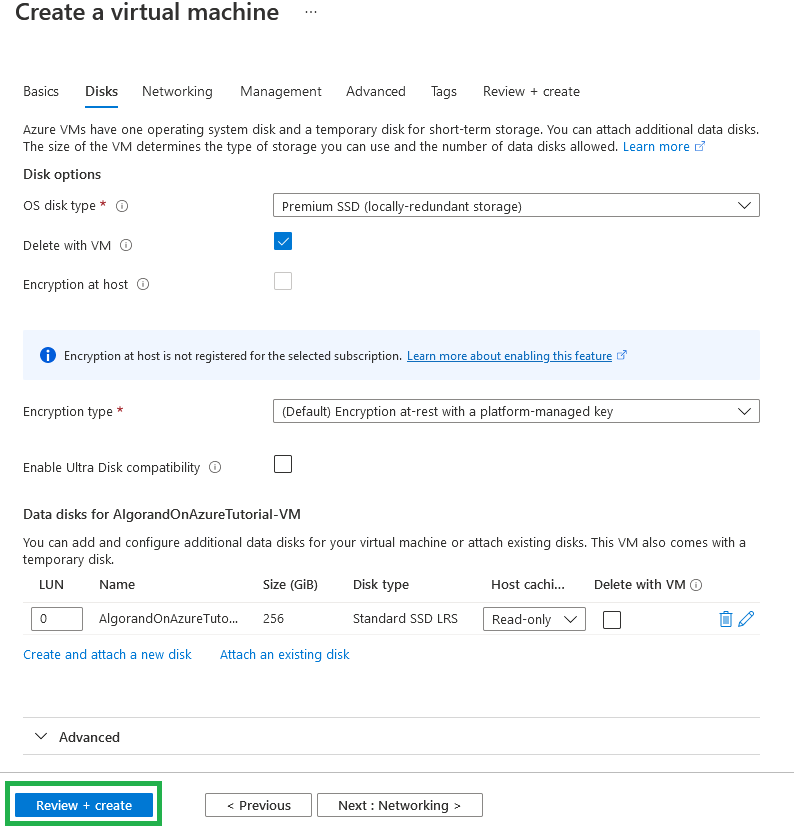 Create a virtual machine ...
Basics Disks Networking Management Advanced Tags Review + create
Azure VMs have one operating system disk and a temporary disk for short-term storage. You can attach additional data disks.
The size of the VM determines the type of storage you can use and the number of data disks allowed. Learn more
Disk options
OS disk type *
Premium SSD (locally-redundant storage)
Delete with VM
Encryption at host
Encryption at host is not registered for the selected subscription. Learn more about enabling this feature
Encryption type *
(Default) Encryption at-rest with a platform-managed key
Enable Ultra Disk compatibility
Data disks for AlgorandOnAzureTutorial-VM
You can add and configure additional data disks for your virtual machine or attach existing disks. This VM also comes with a
temporary disk.
LUN Name Size (GiB) Disk type Host cachi... Delete with VM
0 AlgorandOnAzureTuto... 256 Standard SSD LRS Read-only
Create and attach a new disk Attach an existing disk
Advanced
Review + create < Previous Next : Networking >